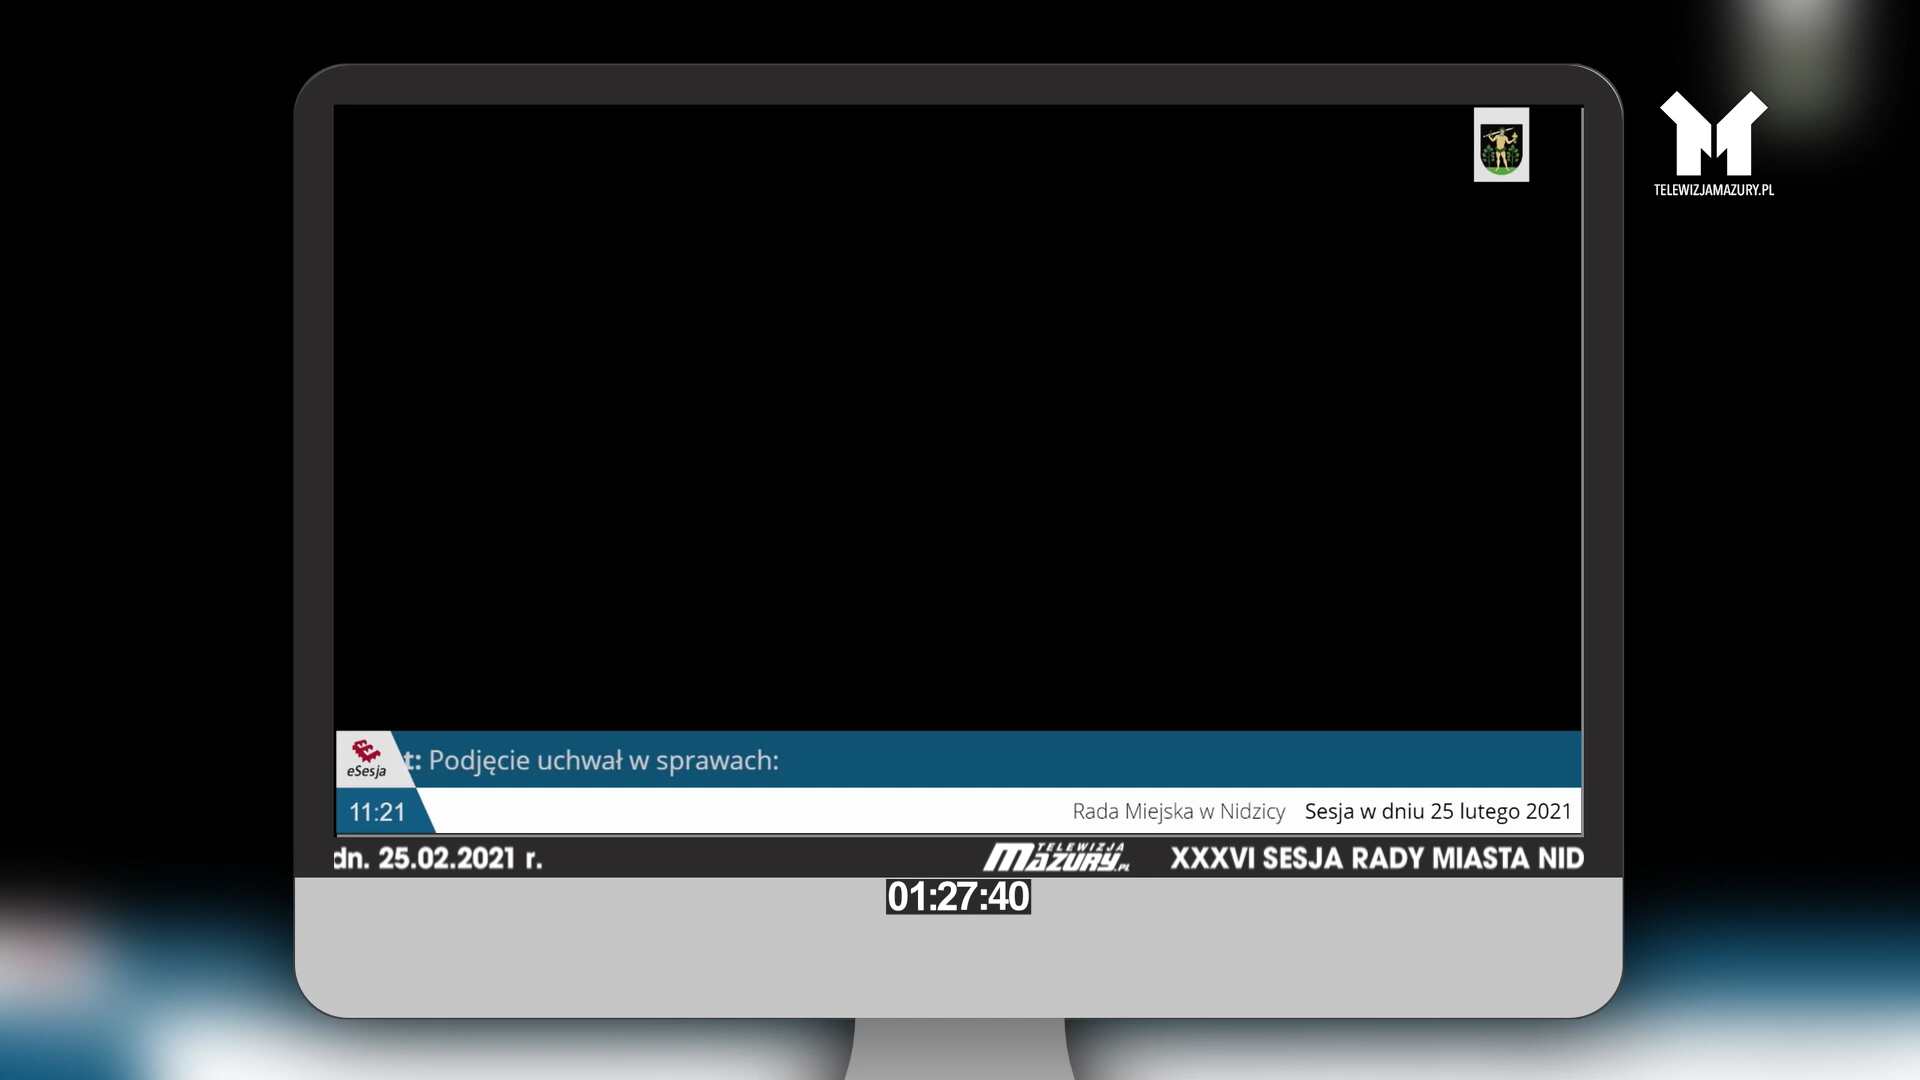 TELEWIZJAMAZURY.PL
eSesja
t: Podjęcie uchwał w sprawach:
11:21
Rada Miejska w Nidzicy Sesja w dniu 25 lutego 2021
dn. 25.02.2021 r. TELEWIZJA MAZURY.PL XXXVI SESJA RADY MIASTA NID
01:27:40